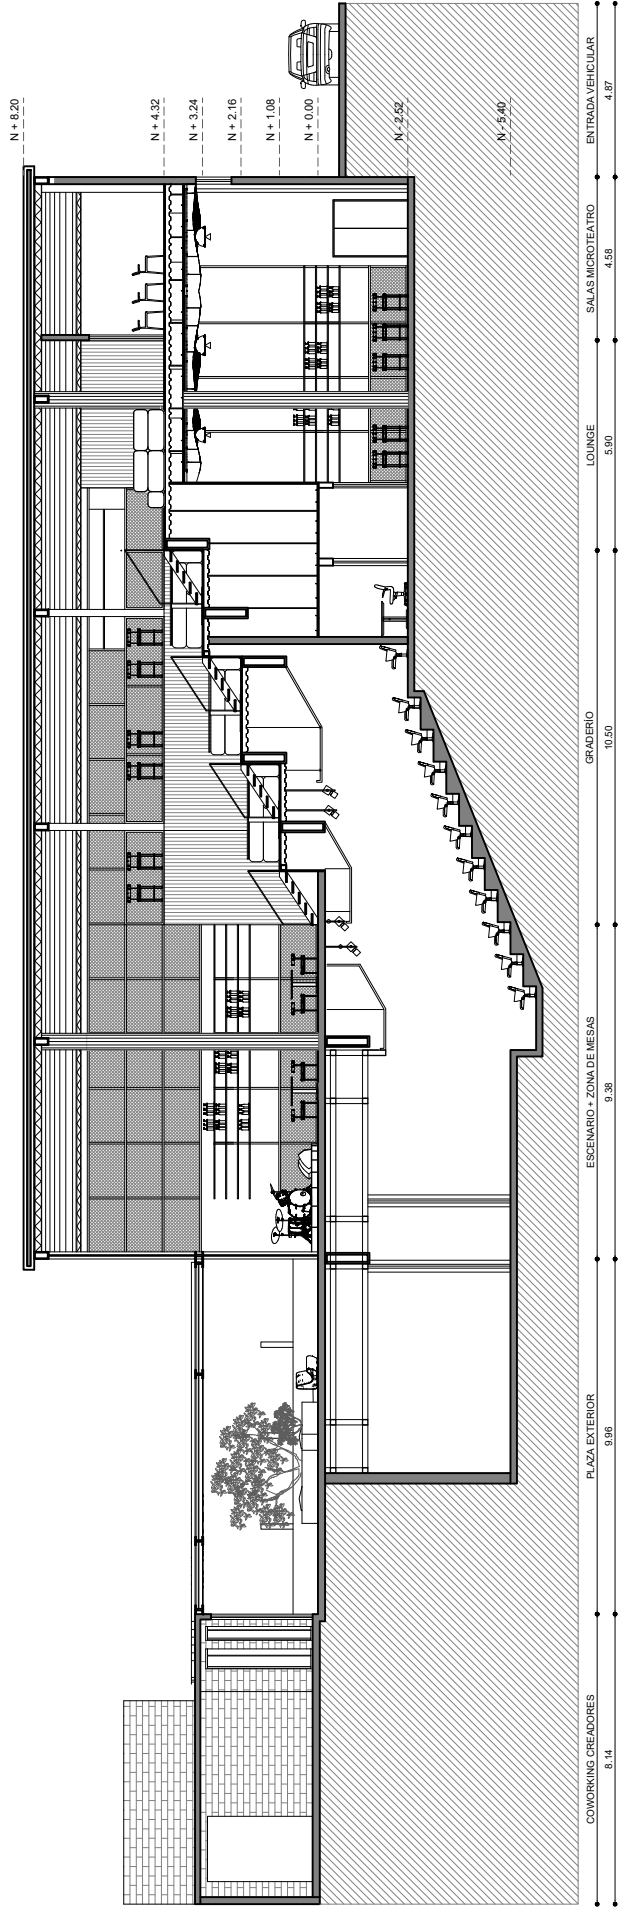 N + 8.20
N + 4.32
N + 3.24
N + 2.16
N + 1.08
N + 0.00
N - 2.52
N - 5.40
COWORKING CREADORES
8.14
PLAZA EXTERIOR
9.96
ESCENARIO + ZONA DE MESAS
9.38
GRADERÍO
10.50
LOUNGE
5.90
SALAS MICROTEATRO
4.58
ENTRADA VEHICULAR
4.87